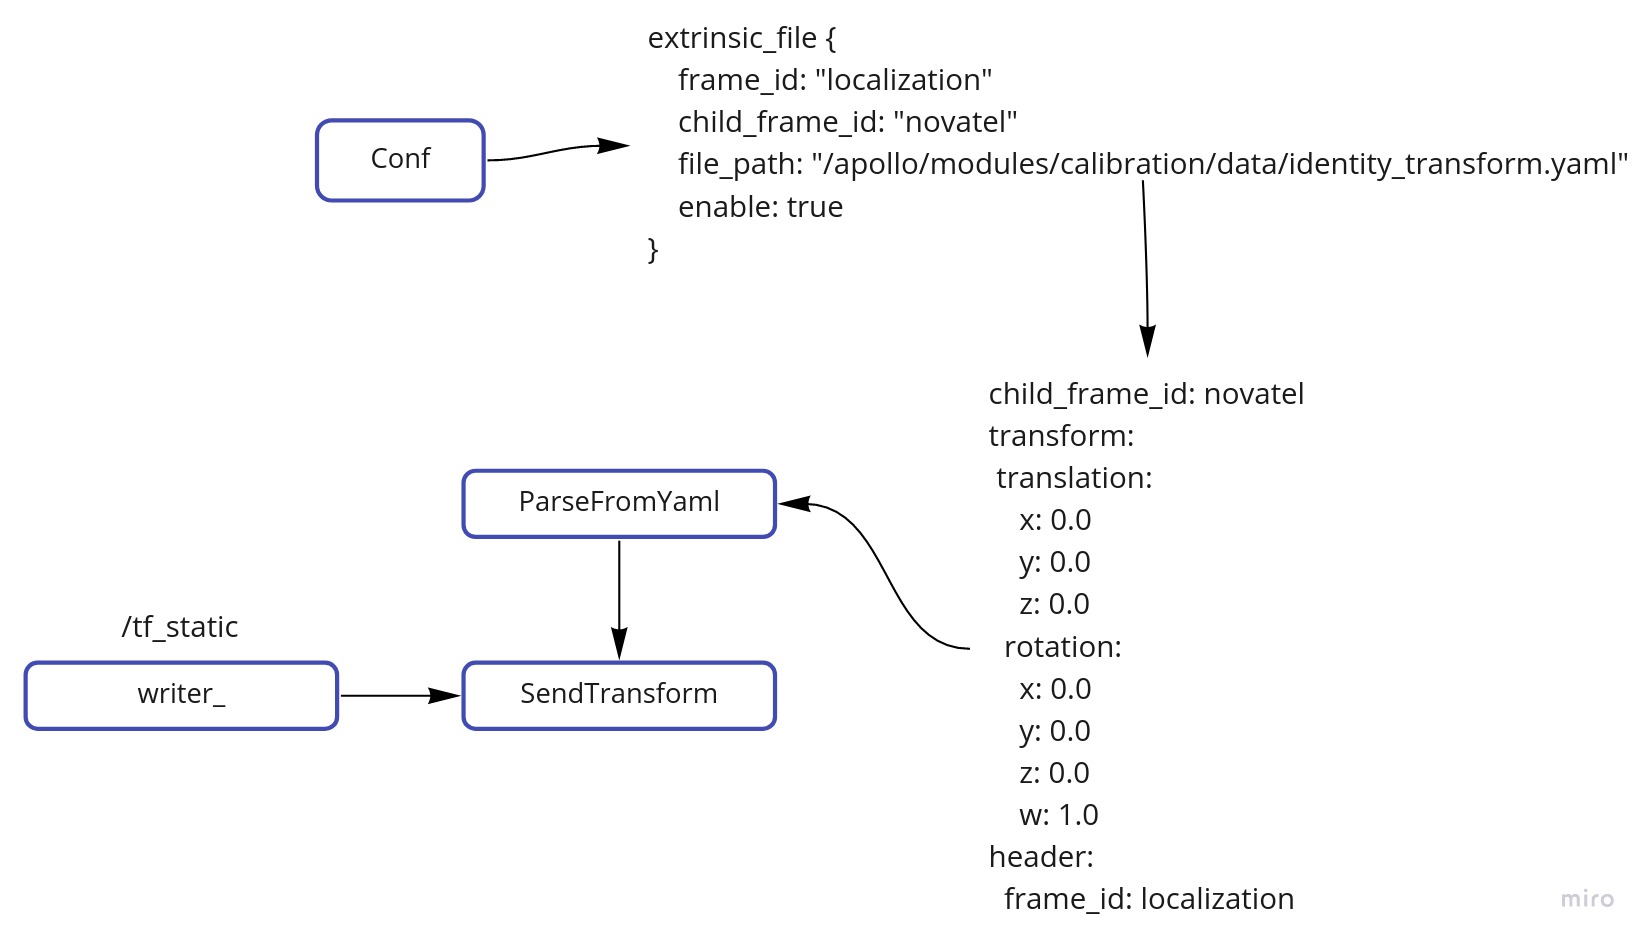 extrinsic_file {
frame_id: "localization"
child_frame_id: "novatel"
file_path: "/apollo/modules/calibration/data/identity_transform.yaml"
enable: true
}
Conf
child_frame_id: novatel
transform:
translation:
x: 0.0
y: 0.0
z: 0.0
rotation:
x: 0.0
y: 0.0
z: 0.0
w: 1.0
header:
frame_id: localization
ParseFromYaml
/tf_static
writer_
SendTransform
miro